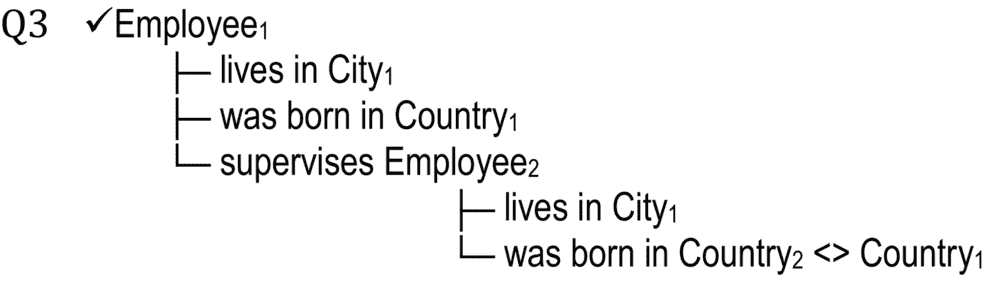 Q3 ✓Employee₁
├─ lives in City₁
├─ was born in Country₁
└─ supervises Employee₂
├─ lives in City₁
└─ was born in Country₂ <> Country₁